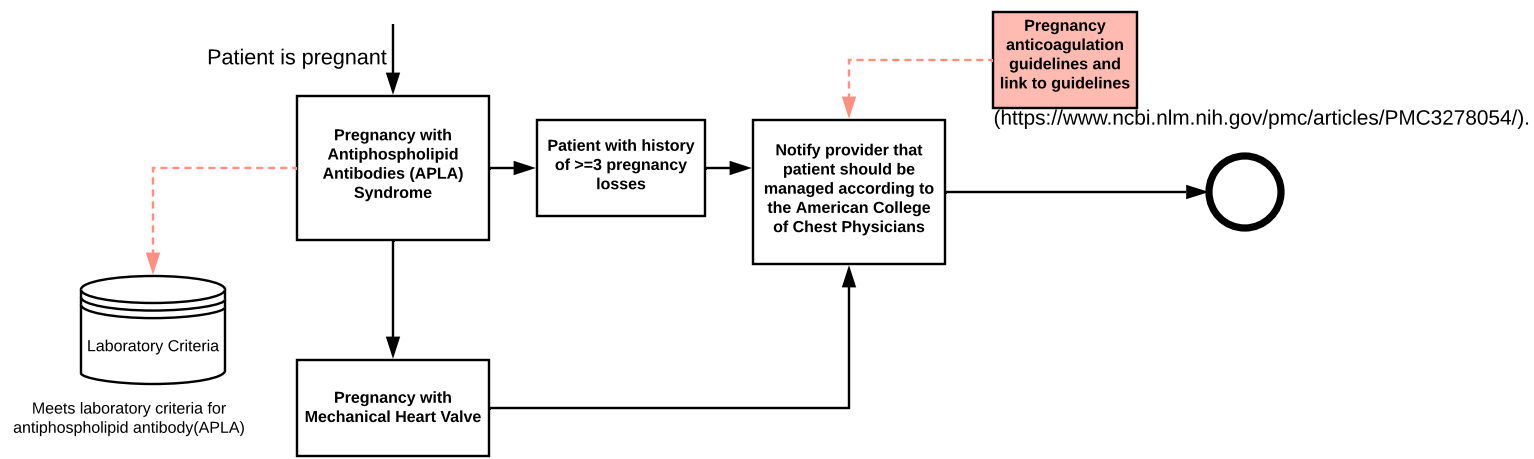 Patient is pregnant
Pregnancy with
Antiphospholipid
Antibodies (APLA)
Syndrome
Patient with history
of >=3 pregnancy
losses
Notify provider that
patient should be
managed according to
the American College
of Chest Physicians
Pregnancy
anticoagulation
guidelines and
link to guidelines
(https://www.ncbi.nlm.nih.gov/pmc/articles/PMC3278054/).
Laboratory Criteria
Meets laboratory criteria for
antiphospholipid antibody(APLA)
Pregnancy with
Mechanical Heart Valve